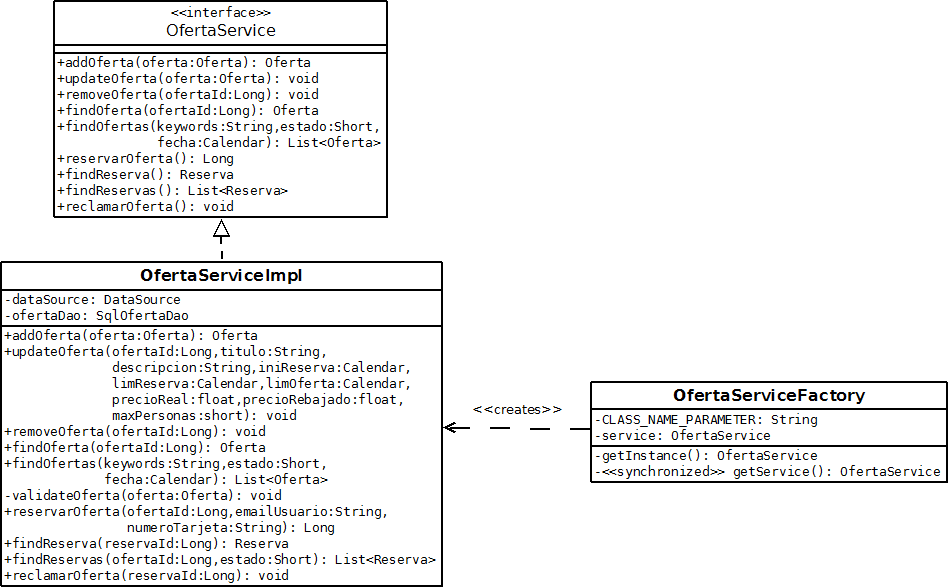 <<interface>>
OfertaService
+addOferta(oferta:Oferta): Oferta
+updateOferta(oferta:Oferta): void
+removeOferta(ofertaId:Long): void
+findOferta(ofertaId:Long): Oferta
+findOfertas(keywords:String,estado:Short,
fecha:Calendar): List<Oferta>
+reservarOferta(): Long
+findReserva(): Reserva
+findReservas(): List<Reserva>
+reclamarOferta(): void
OfertaServiceImpl
-dataSource: DataSource
-ofertaDao: SqlOfertaDao
+addOferta(oferta:Oferta): Oferta
+updateOferta(ofertaId:Long,titulo:String,
descripcion:String,iniReserva:Calendar,
limReserva:Calendar,limOferta:Calendar,
precioReal:float,precioRebajado:float,
maxPersonas:short): void
+removeOferta(ofertaId:Long): void
+findOferta(ofertaId:Long): Oferta
+findOfertas(keywords:String,estado:Short,
fecha:Calendar): List<Oferta>
-validateOferta(oferta:Oferta): void
+reservarOferta(ofertaId:Long,emailUsuario:String,
numeroTarjeta:String): Long
+findReserva(reservaId:Long): Reserva
+findReservas(ofertaId:Long,estado:Short): List<Reserva>
+reclamarOferta(reservaId:Long): void
<<creates>>
OfertaServiceFactory
-CLASS_NAME_PARAMETER: String
-service: OfertaService
-getInstance(): OfertaService
-<<synchronized>> getService(): OfertaService